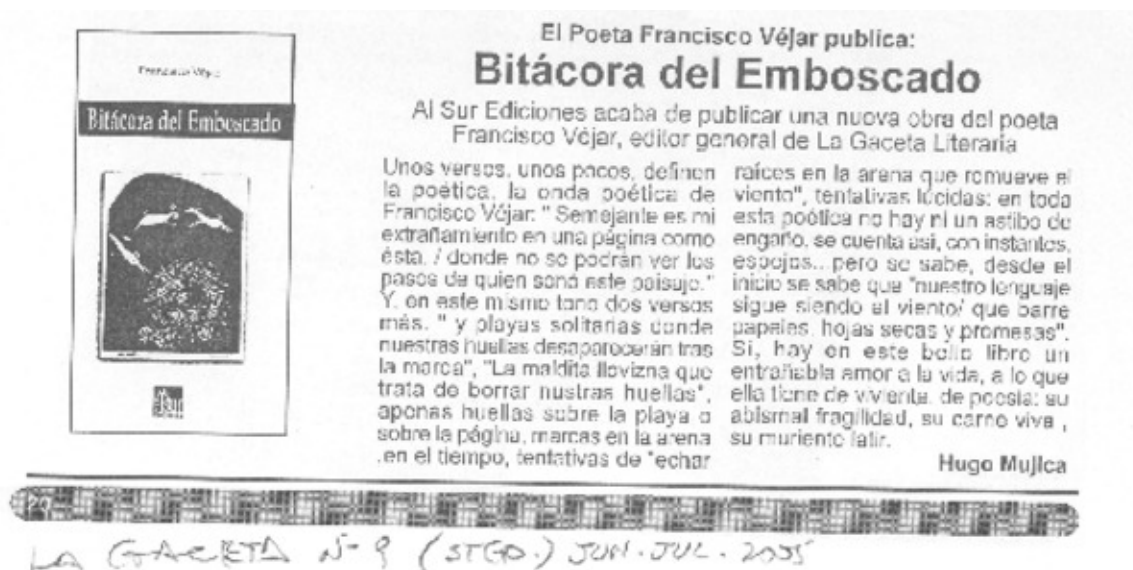 El Poeta Francisco Véjar publica:
Bitácora del Emboscado
Al Sur Ediciones acaba de publicar una nueva obra del poeta
Francisco Véjar, editor general de La Gaceta Literaria
Francisco Véjar
Bitácora del Emboscado
Unos versos, unos pocos, definen
la poética, la onda poética de
Francisco Véjar: " Semejante es mi
extrañamiento en una página como
ésta, / donde no se podrán ver los
pasos de quien soñó este paisaje."
Y, en este mismo tono dos versos
más. " y playas solitarias donde
nuestras huellas desaparecerán tras
la marea", "La maldita llovizna que
trata de borrar nustras huellas",
apenas huellas sobre la playa o
sobre la página, marcas en la arena
.en el tiempo, tentativas de "echar
raíces en la arena que remueve el
viento", tentativas lúcidas: en toda
esta poética no hay ni un astibo de
engaño, se cuenta así, con instantes,
espejos...pero se sabe, desde el
inicio se sabe que "nuestro lenguaje
sigue siendo el viento/ que barre
papeles, hojas secas y promesas".
Si, hay en este bello libro un
entrañable amor a la vida, a lo que
ella tiene de viviente, de poesía: su
abismal fragilidad, su carne viva ,
su muriente latir.
Hugo Mujica
LA GACETA Nº 9 (STGO.) JUN. JUL. 2005